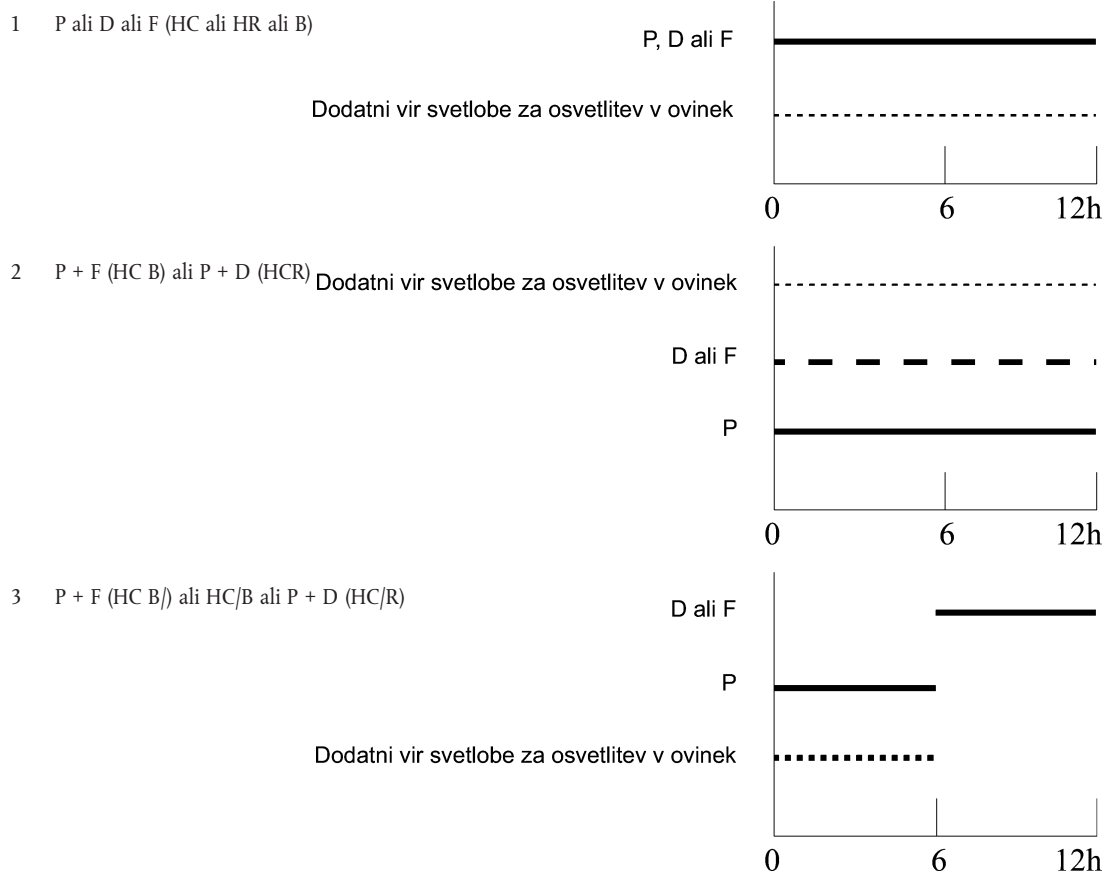 1 P ali D ali F (HC ali HR ali B)
P, D ali F
Dodatni vir svetlobe za osvetlitev v ovinek
0 6 12h
2 P + F (HC B) ali P + D (HCR)
Dodatni vir svetlobe za osvetlitev v ovinek
D ali F
P
0 6 12h
3 P + F (HC B/) ali HC/B ali P + D (HC/R)
D ali F
P
Dodatni vir svetlobe za osvetlitev v ovinek
0 6 12h